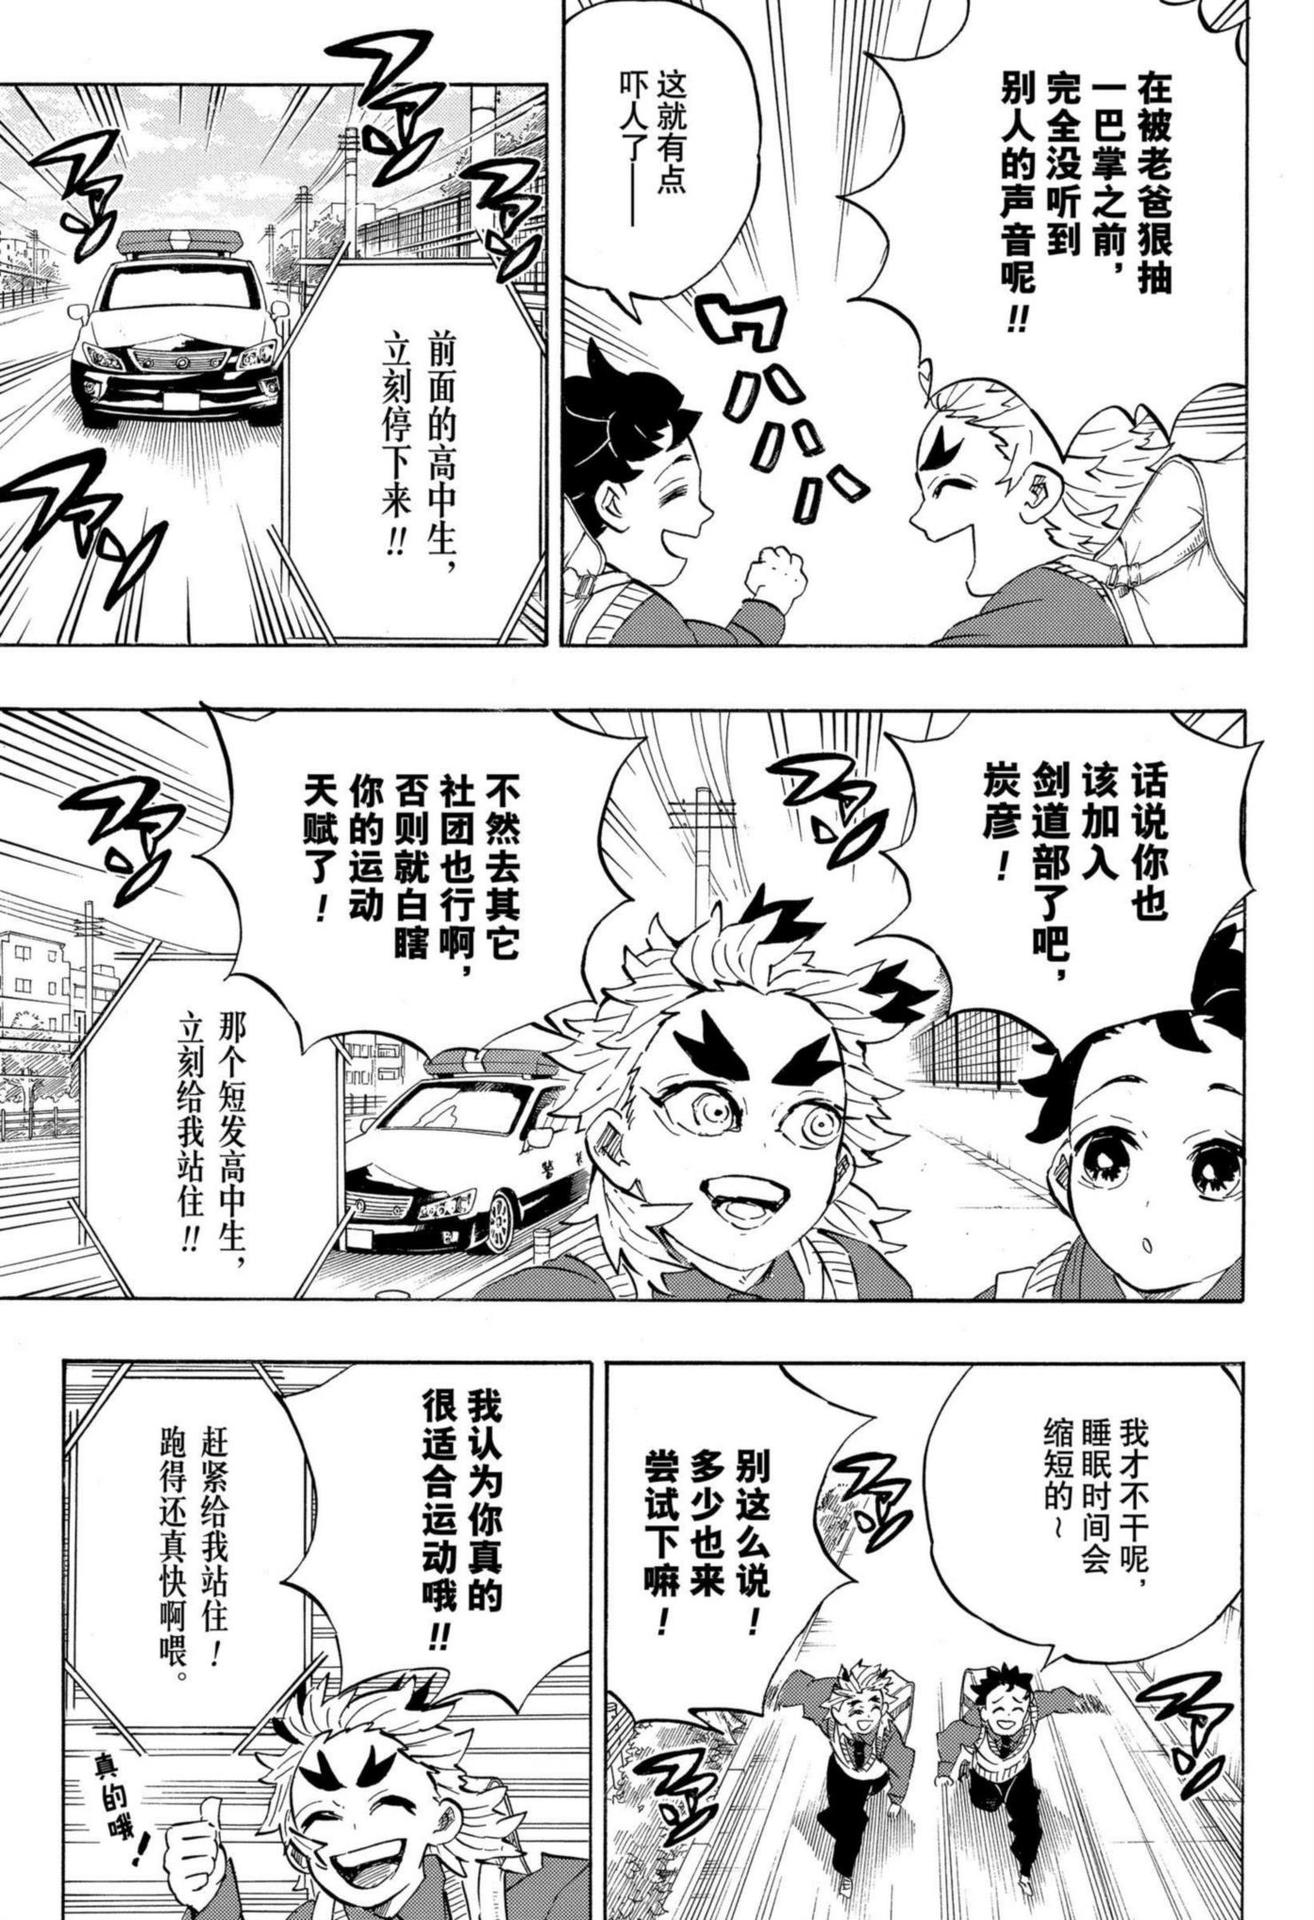 在被老爸狠抽
一巴掌之前，
完全没听到
别人的声音呢!!
这就有点
吓人了——
ワハハハハ
前面的高中生，
立刻停下来!!
话说你也
该加入
剑道部了吧，
炭彦！
不然去其它
社团也行啊，
否则就白瞎
你的运动
天赋了！
警
那个短发高中生，
立刻给我站住!!
我才不干呢，
睡眠时间会
缩短的~
别这么说！
多少也来
尝试下嘛！
我认为你真的
很适合运动哦!!
真的哦！
赶紧给我站住！
跑得还真快啊喂。